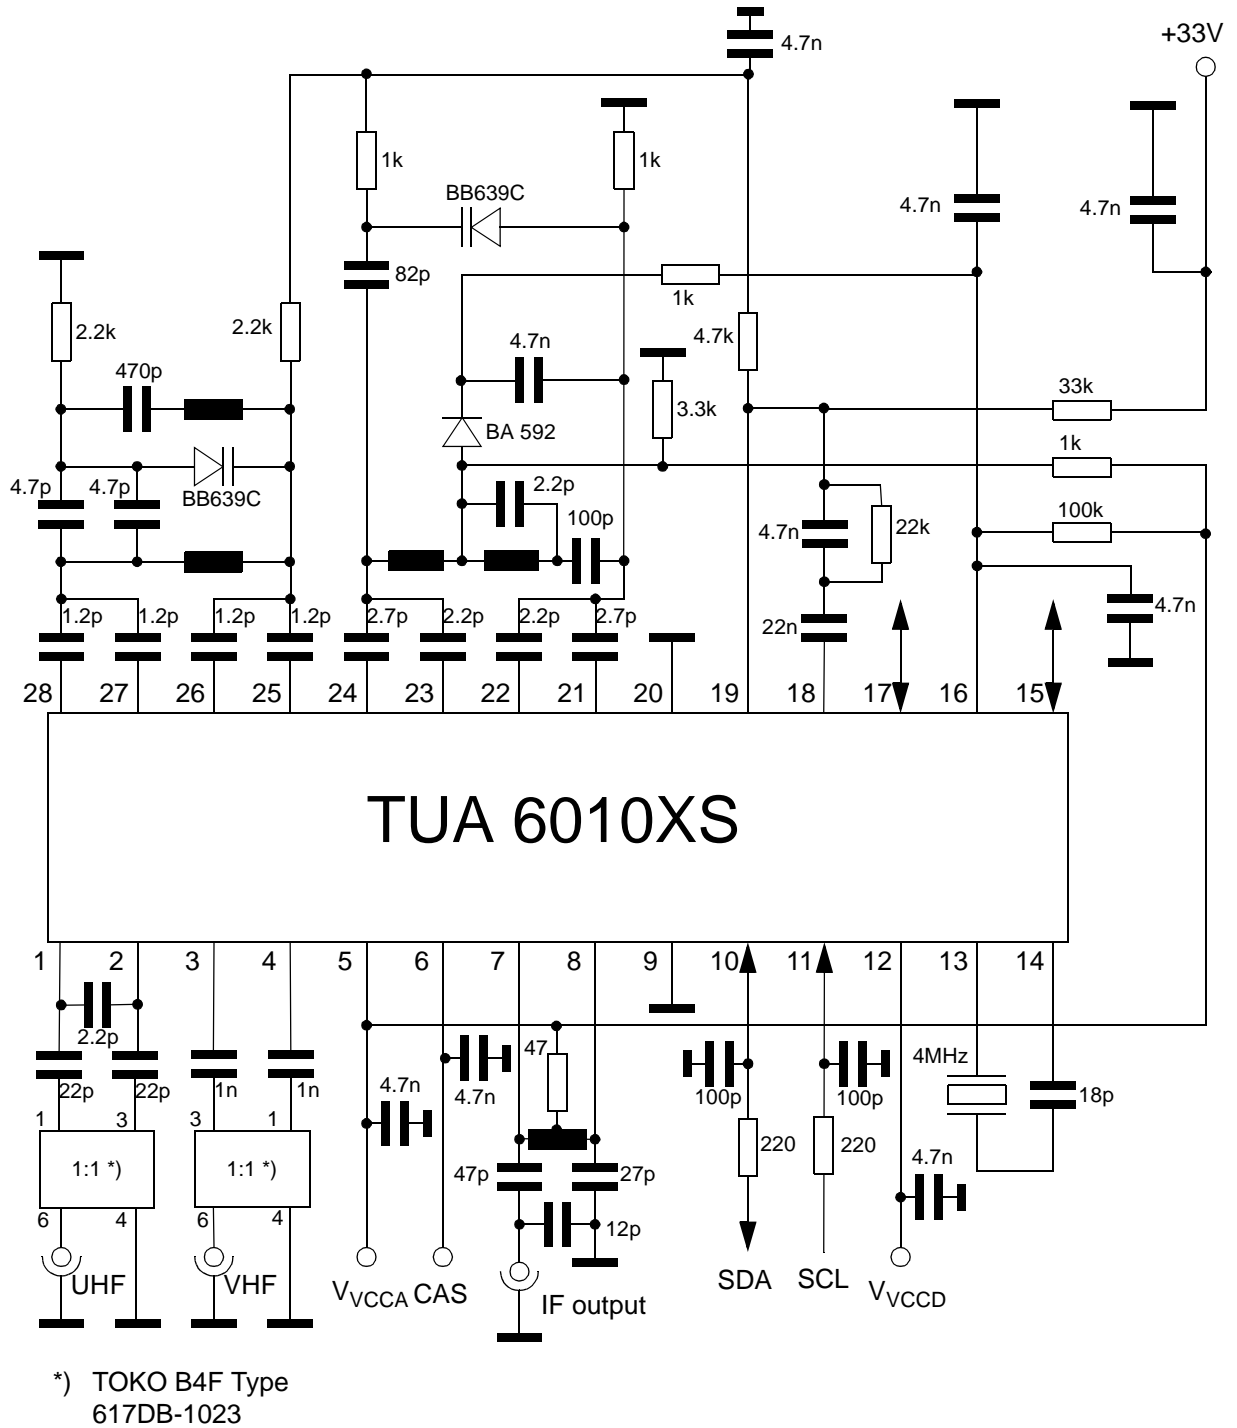 4.7n
+33V
1k
1k
BB639C
4.7n
4.7n
82p
1k
2.2k
2.2k
4.7k
4.7n
470p
33k
3.3k
BA 592
1k
4.7p
4.7p
BB639C
2.2p
100p
100k
4.7n
22k
1.2p
1.2p
1.2p
1.2p
2.7p
2.2p
2.2p
2.7p
22n
4.7n
28 27 26 25 24 23 22 21 20 19 18 17 16 15
TUA 6010XS
1 2 3 4 5 6 7 8 9 10 11 12 13 14
2.2p
47
4MHz
22p
22p
1n
1n
4.7n
4.7n
100p
100p
18p
1
3
3
1
1:1 *)
1:1 *)
220
220
4.7n
47p
27p
6
4
6
4
12p
UHF
VHF
VVCCA
CAS
IF output
SDA
SCL
VVCCD
*) TOKO B4F Type
617DB-1023